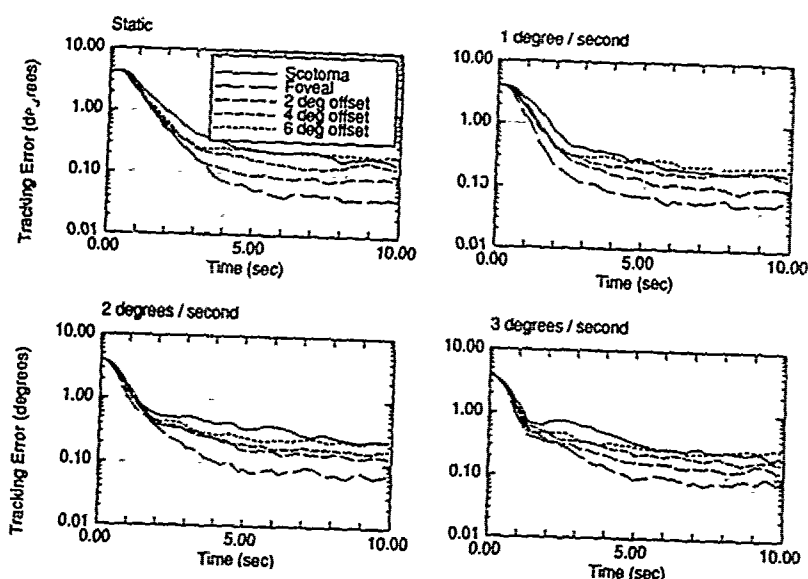 Static
10.00
1.00
0.10
0.01
0.00
5.00
10.00
Time (sec)
Scotoma
Foveal
2 deg offset
4 deg offset
6 deg offset
1 degree / second
10.00
1.00
0.10
0.01
0.00
5.00
10.00
Time (sec)
2 degrees / second
Tracking Error (degrees)
10.00
1.00
0.10
0.01
0.00
5.00
10.00
Time (sec)
3 degrees / second
10.00
1.00
0.10
0.01
0.00
5.00
10.00
Time (sec)